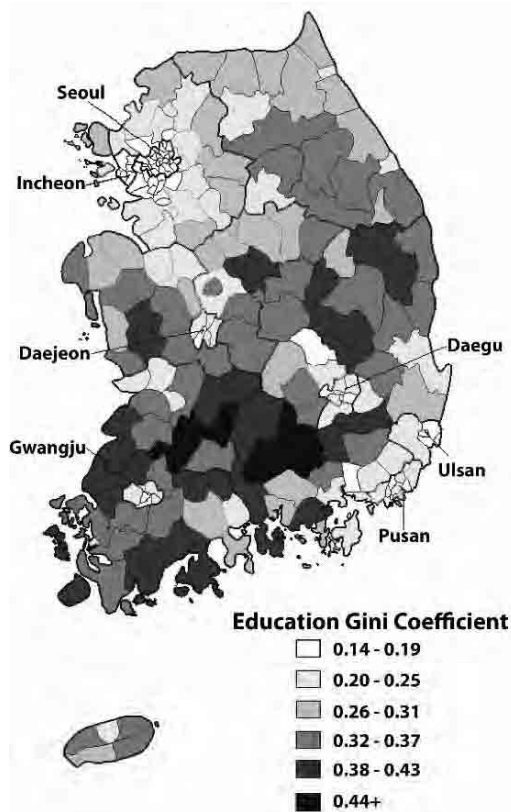 Seoul
Incheon
Daejeon
Daegu
Gwangju
Ulsan
Pusan
Education Gini Coefficient
0.14 - 0.19
0.20 - 0.25
0.26 - 0.31
0.32 - 0.37
0.38 - 0.43
0.44+